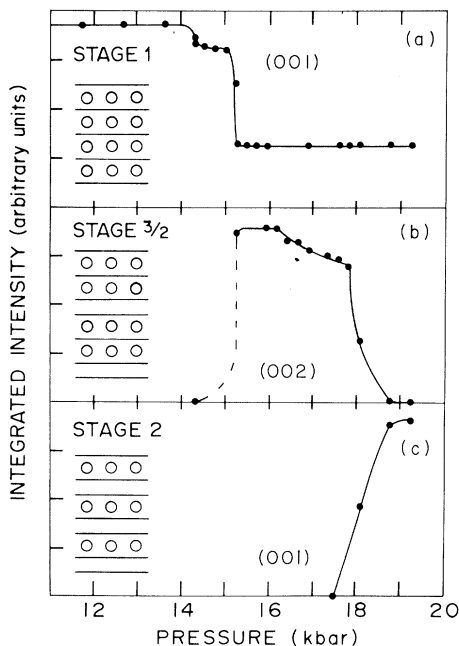 INTEGRATED INTENSITY (arbitrary units)
(a)
STAGE 1
(001)
STAGE 3/2
(b)
(002)
STAGE 2
(c)
(001)
12 14 16 18 20
PRESSURE (kbar)